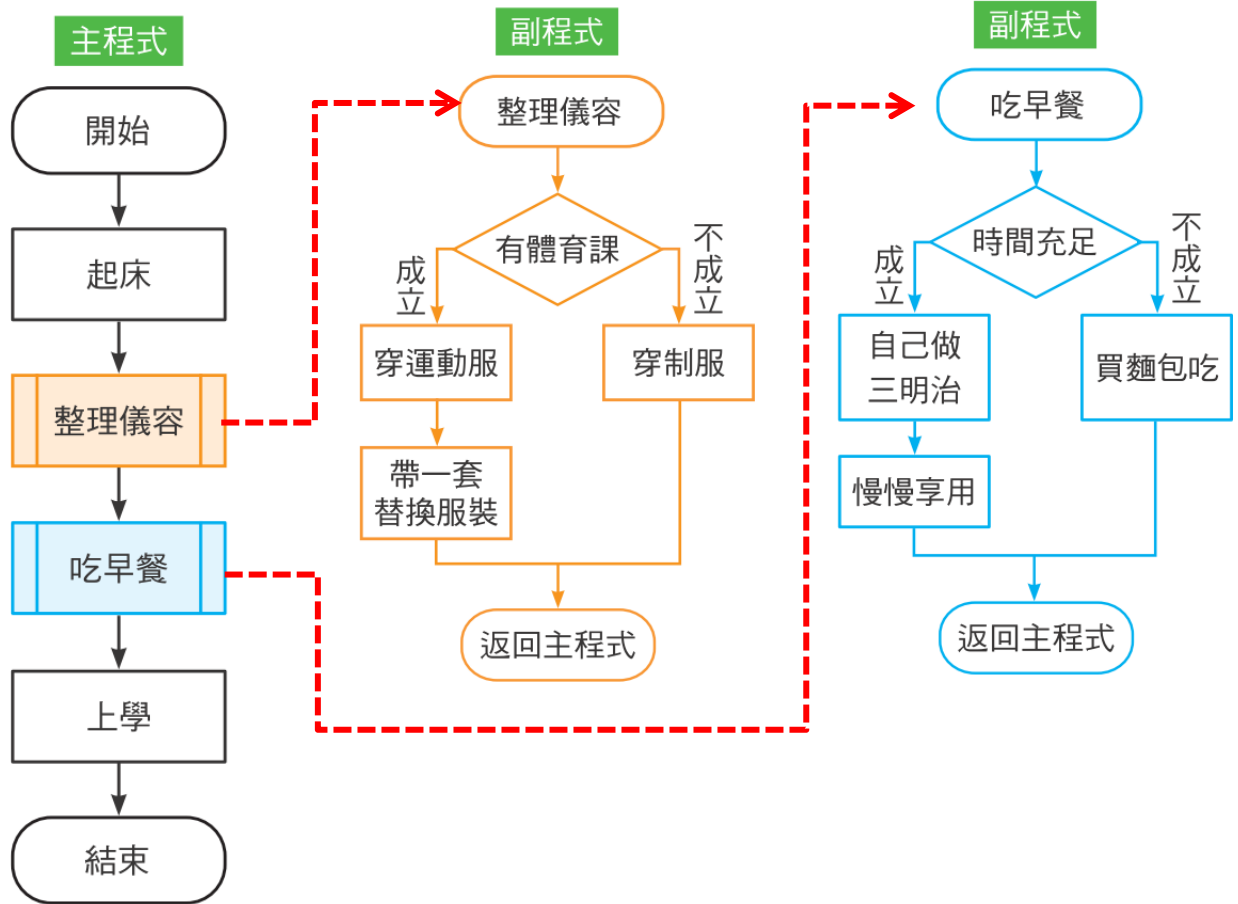 主程式
開始
起床
整理儀容
吃早餐
上學
結束
副程式
整理儀容
有體育課
成立
不成立
穿運動服
穿制服
帶一套
替換服裝
返回主程式
副程式
吃早餐
時間充足
成立
不成立
自己做
三明治
買麵包吃
慢慢享用
返回主程式